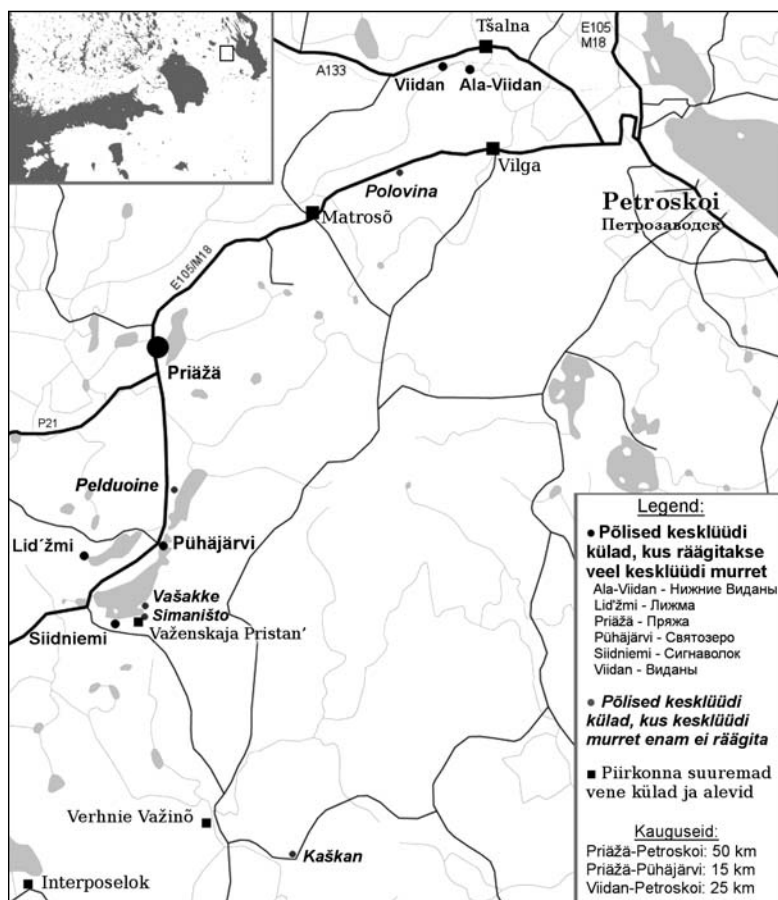 Tšalna
E105
M18
A133
Viidan
Ala-Viidan
Vilga
Polovina
Petroskoi
Петрозаводск
Matrosõ
E105/M18
Priäžä
P21
Pelduoine
Lid´žmi
Pühäjärvi
Vašakke
Simaništo
Važenskaja Pristan’
Siidniemi
Verhnie Važinõ
Kaškan
Interposelok
Legend:
Põlised kesklüüdi
külad, kus räägitakse
veel kesklüüdi murret
Ala-Viidan - Нижние Виданы
Lid'žmi - Лижма
Priäžä - Пряжа
Pühäjärvi - Святозеро
Siidniemi - Сигнаволок
Viidan - Виданы
Põlised kesklüüdi
külad, kus kesklüüdi
murret enam ei räägita
Piirkonna suuremad
vene külad ja alevid
Kauguseid:
Priäžä-Petroskoi: 50 km
Priäžä-Pühäjärvi: 15 km
Viidan-Petroskoi: 25 km